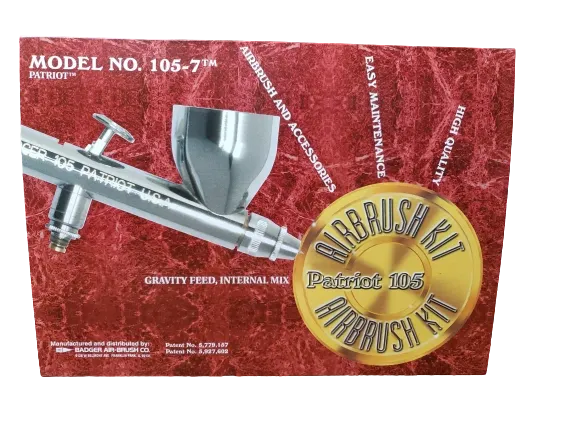 MODEL NO. 105-7™
PATRIOT™
AIRBRUSH AND ACCESSORIES
EASY MAINTENANCE
HIGH QUALITY
GER 105 PATRIOT U.S.A
AIRBRUSH KIT
Patriot 105
AIRBRUSH KIT
GRAVITY FEED, INTERNAL MIX
Manufactured and distributed by:
BADGER AIR-BRUSH CO.
Patent No. 5,779,157
Patent No. 5,927,602